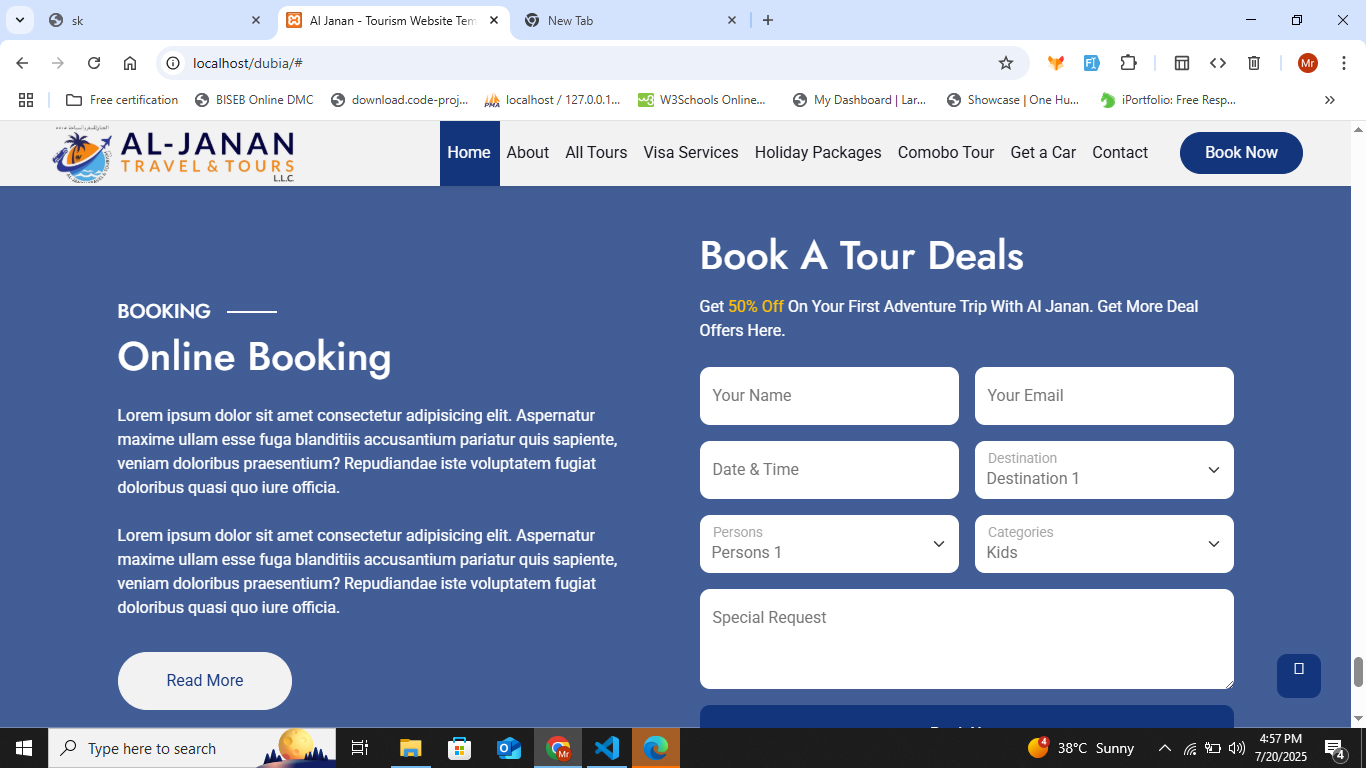 sk
Al Janan - Tourism Website Tem
New Tab
localhost/dubia/#
Mr
Free certification
BISEB Online DMC
download.code-proj...
localhost / 127.0.0.1...
W3Schools Online...
My Dashboard | Lar...
Showcase | One Hu...
iPortfolio: Free Resp...
AL-JANAN
TRAVEL & TOURS
L.L.C.
Home
About
All Tours
Visa Services
Holiday Packages
Comobo Tour
Get a Car
Contact
Book Now
BOOKING
Online Booking
Lorem ipsum dolor sit amet consectetur adipisicing elit. Aspernatur
maxime ullam esse fuga blanditiis accusantium pariatur quis sapiente,
veniam doloribus praesentium? Repudiandae iste voluptatem fugiat
doloribus quasi quo iure officia.
Lorem ipsum dolor sit amet consectetur adipisicing elit. Aspernatur
maxime ullam esse fuga blanditiis accusantium pariatur quis sapiente,
veniam doloribus praesentium? Repudiandae iste voluptatem fugiat
doloribus quasi quo iure officia.
Read More
Book A Tour Deals
Get 50% Off On Your First Adventure Trip With Al Janan. Get More Deal
Offers Here.
Your Name
Your Email
Date & Time
Destination
Destination 1
Persons
Persons 1
Categories
Kids
Special Request
Type here to search
Mr
4
38°C Sunny
4:57 PM
7/20/2025
4